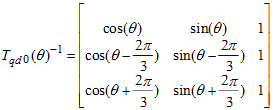 T_{qd0}(θ)^{-1} = [ cos(θ) sin(θ) 1
cos(θ − 2π/3) sin(θ − 2π/3) 1
cos(θ + 2π/3) sin(θ + 2π/3) 1 ]